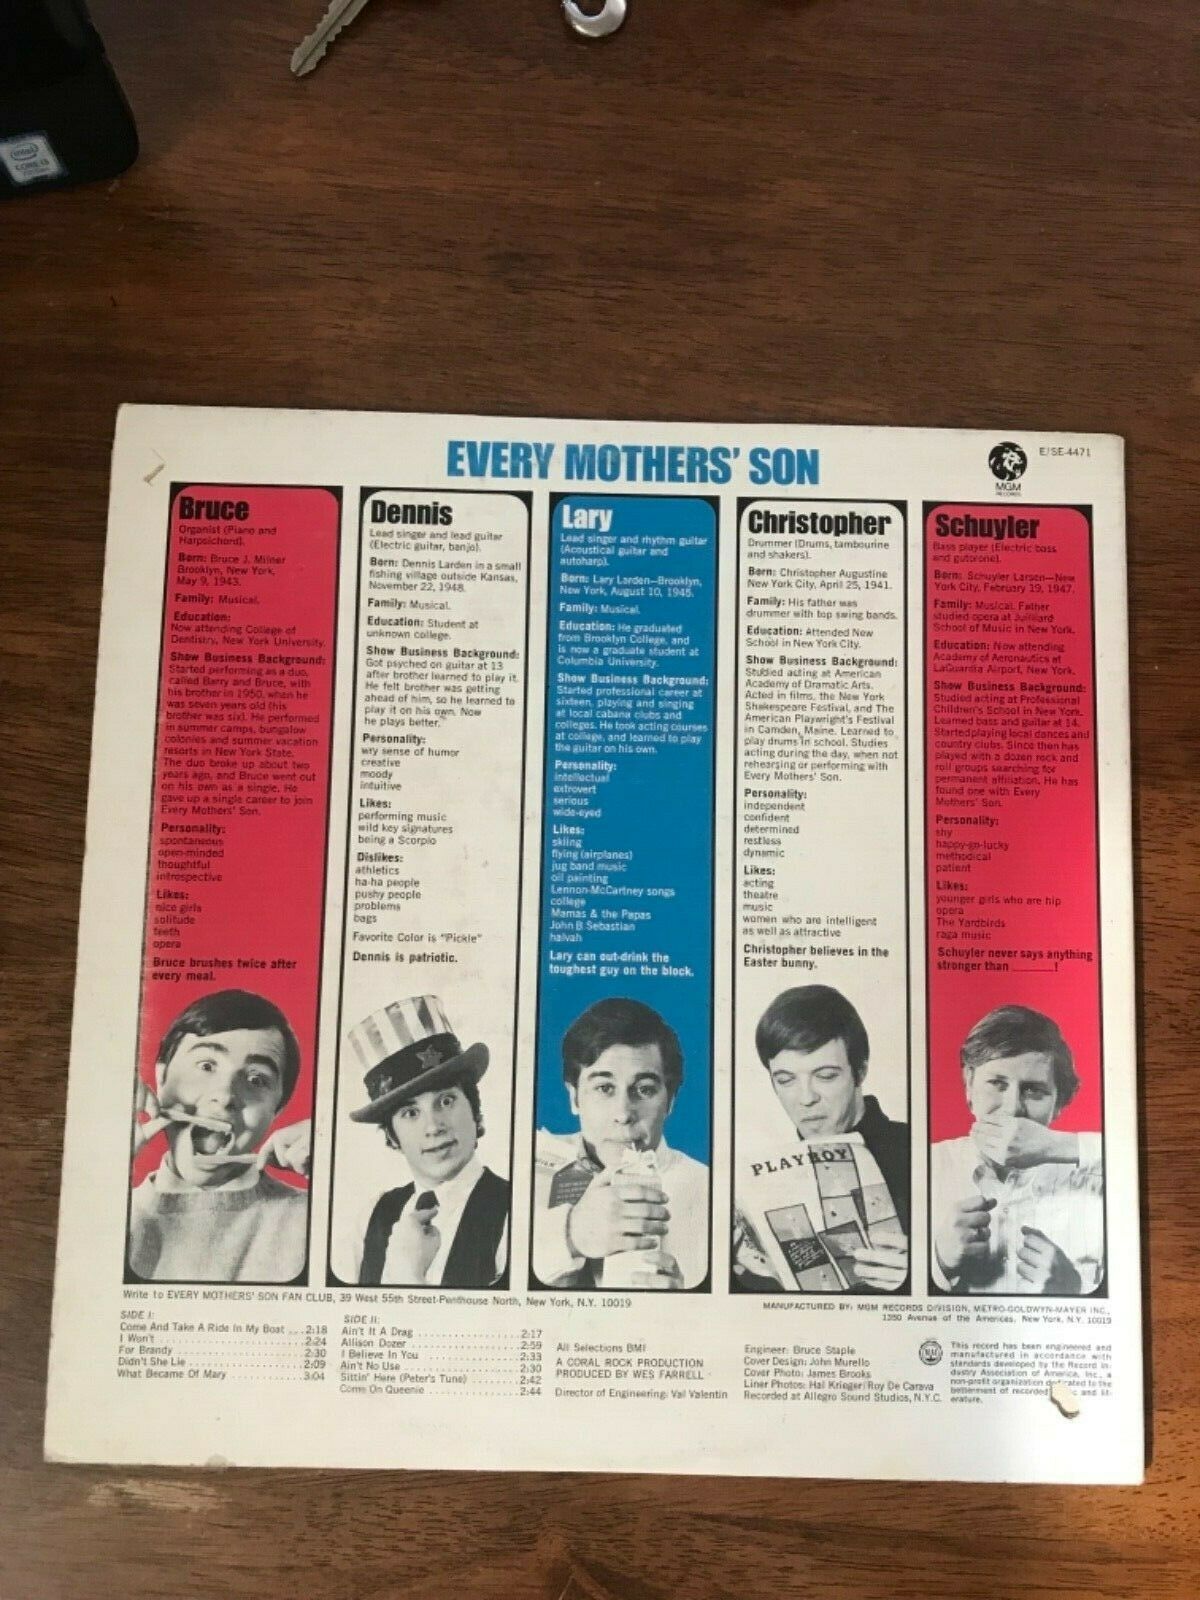 intel
CORE i3
EVERY MOTHERS' SON
MGM
RECORDS
E/SE-4471
Bruce
Organist (Piano and
Harpsichord).
Born: Bruce J. Milner
Brooklyn, New York,
May 9, 1943.
Family: Musical.
Education:
Now attending College of
Dentistry, New York University.
Show Business Background:
Started performing as a duo,
called Barry and Bruce, with
his brother in 1950, when he
was seven years old (his
brother was six). He performed
in summer camps, bungalow
colonies and summer vacation
resorts in New York State.
The duo broke up about two
years ago, and Bruce went out
on his own as a single. He
gave up a single career to join
Every Mothers' Son.
Personality:
spontaneous
open-minded
thoughtful
introspective
Likes:
nice girls
solitude
teeth
opera
Bruce brushes twice after
every meal.
Dennis
Lead singer and lead guitar
(Electric guitar, banjo).
Born: Dennis Larden in a small
fishing village outside Kansas,
November 22, 1948.
Family: Musical.
Education: Student at
unknown college.
Show Business Background:
Got psyched on guitar at 13
after brother learned to play it.
He felt brother was getting
ahead of him, so he learned to
play it on his own. Now
he plays better.
Personality:
wry sense of humor
creative
moody
intuitive
Likes:
performing music
wild key signatures
being a Scorpio
Dislikes:
athletics
ha-ha people
pushy people
problems
bags
Favorite Color is "Pickle"
Dennis is patriotic.
Lary
Lead singer and rhythm guitar
(Acoustical guitar and
autoharp).
Born: Lary Larden—Brooklyn,
New York, August 10, 1945.
Family: Musical.
Education: He graduated
from Brooklyn College, and
is now a graduate student at
Columbia University.
Show Business Background:
Started professional career at
sixteen, playing and singing
at local cabana clubs and
colleges. He took acting courses
at college, and learned to play
the guitar on his own.
Personality:
intellectual
extrovert
serious
wide-eyed
Likes:
skiing
flying (airplanes)
jug band music
oil painting
Lennon-McCartney songs
college
Mamas & the Papas
John B Sebastian
halvah
Lary can out-drink the
toughest guy on the block.
Christopher
Drummer (Drums, tambourine
and shakers).
Born: Christopher Augustine
New York City, April 25, 1941.
Family: His father was
drummer with top swing bands.
Education: Attended New
School in New York City.
Show Business Background:
Studied acting at American
Academy of Dramatic Arts.
Acted in films, the New York
Shakespeare Festival, and The
American Playwright's Festival
in Camden, Maine. Learned to
play drums in school. Studies
acting during the day, when not
rehearsing or performing with
Every Mothers' Son.
Personality:
independent
confident
determined
restless
dynamic
Likes:
acting
theatre
music
women who are intelligent
as well as attractive
Christopher believes in the
Easter bunny.
PLAYBOY
Schuyler
Bass player (Electric bass
and gutorone).
Born: Schuyler Larsen—New
York City, February 19, 1947.
Family: Musical. Father
studied opera at Juilliard
School of Music in New York.
Education: Now attending
Academy of Aeronautics at
LaGuardia Airport, New York.
Show Business Background:
Studied acting at Professional
Children's School in New York.
Learned bass and guitar at 14.
Started playing local dances and
country clubs. Since then has
played with a dozen rock and
roll groups searching for
permanent affiliation. He has
found one with Every
Mothers' Son.
Personality:
shy
happy-go-lucky
methodical
patient
Likes:
younger girls who are hip
opera
The Yardbirds
raga music
Schuyler never says anything
stronger than ______!
Write to EVERY MOTHERS' SON FAN CLUB, 39 West 55th Street-Penthouse North, New York, N.Y. 10019
MANUFACTURED BY: MGM RECORDS DIVISION, METRO-GOLDWYN-MAYER INC.,
1350 Avenue of the Americas, New York, N.Y. 10019
SIDE I:
Come And Take A Ride In My Boat ...2:18
I Won't ..........2:24
For Brandy ..........2:30
Didn't She Lie ..........2:09
What Became Of Mary ..........3:04
SIDE II:
Ain't It A Drag ..........2:17
Allison Dozer ..........2:59
I Believe In You ..........2:33
Ain't No Use ..........2:30
Sittin' Here (Peter's Tune) ..........2:42
Come On Queenie ..........2:44
All Selections BMI
A CORAL ROCK PRODUCTION
PRODUCED BY WES FARRELL
Director of Engineering: Val Valentin
Engineer: Bruce Staple
Cover Design: John Murello
Cover Photo: James Brooks
Liner Photos: Hal Krieger/Roy De Carava
Recorded at Allegro Sound Studios, N.Y.C.
This record has been engineered and
manufactured in accordance with
standards developed by the Record In-
dustry Association of America, Inc., a
non-profit organization dedicated to the
betterment of recorded and lit-
erature.